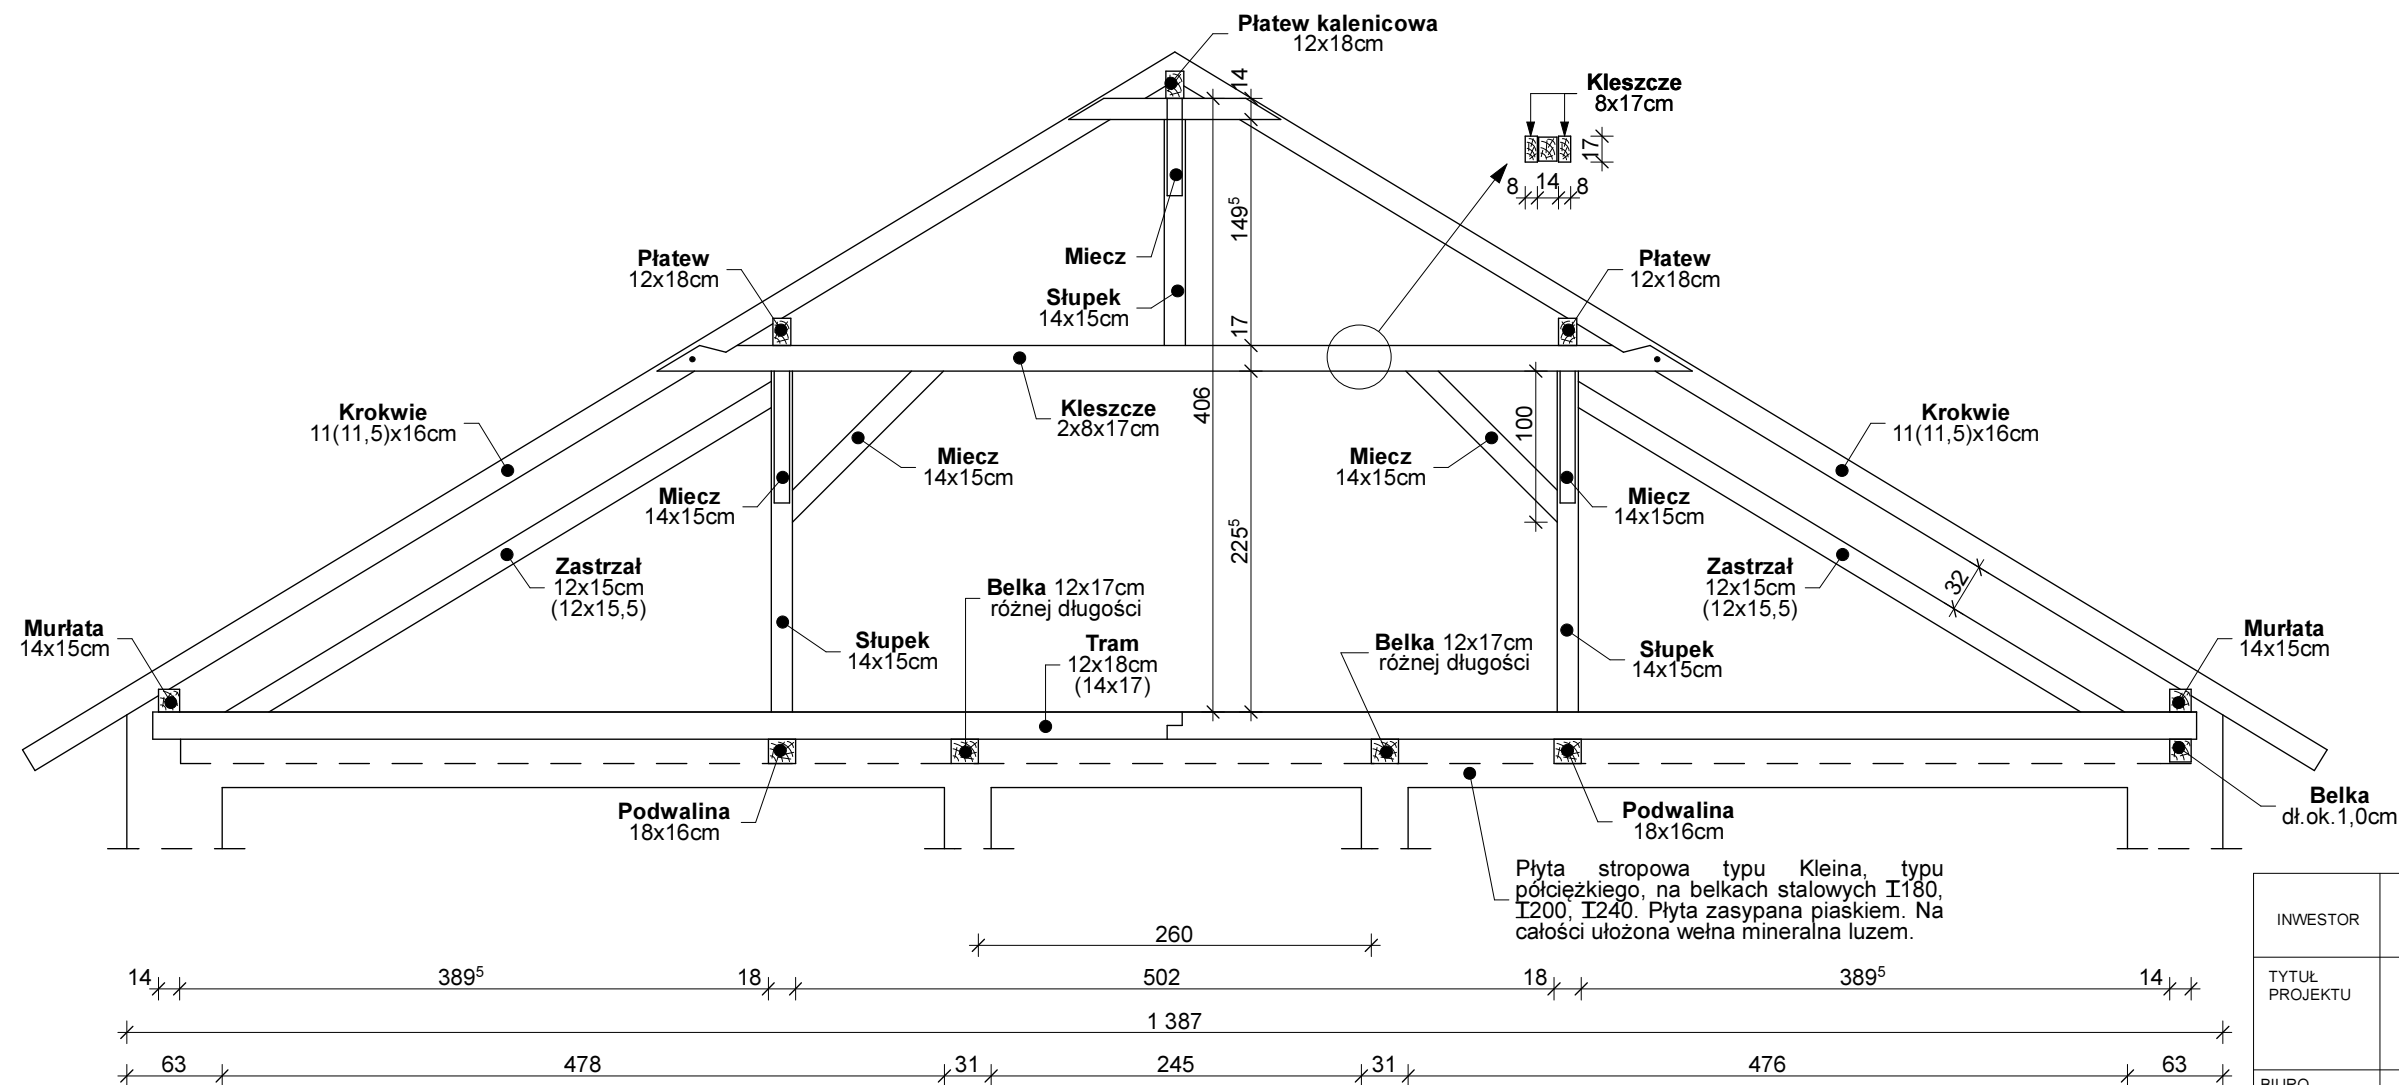 Płatew kalenicowa
12x18cm
14
Kleszcze
8x17cm
17
8 14 8
149⁵
Miecz
Płatew
12x18cm
Płatew
12x18cm
Słupek
14x15cm
17
406
100
Krokwie
11(11,5)x16cm
Kleszcze
2x8x17cm
Krokwie
11(11,5)x16cm
Miecz
14x15cm
Miecz
14x15cm
Miecz
14x15cm
Miecz
14x15cm
225⁵
Zastrzał
12x15cm
(12x15,5)
Belka 12x17cm
różnej długości
Zastrzał
12x15cm
(12x15,5)
32
Murłata
14x15cm
Słupek
14x15cm
Tram
12x18cm
(14x17)
Belka 12x17cm
różnej długości
Słupek
14x15cm
Murłata
14x15cm
Podwalina
18x16cm
Podwalina
18x16cm
Belka
dł.ok.1,0cm
Płyta stropowa typu Kleina, typu
półciężkiego, na belkach stalowych I180,
I200, I240. Płyta zasypana piaskiem. Na
całości ułożona wełna mineralna luzem.
260
14 389⁵ 18 502 18 389⁵ 14
1 387
63 478 31 245 31 476 63
INWESTOR
TYTUŁ
PROJEKTU
BIURO